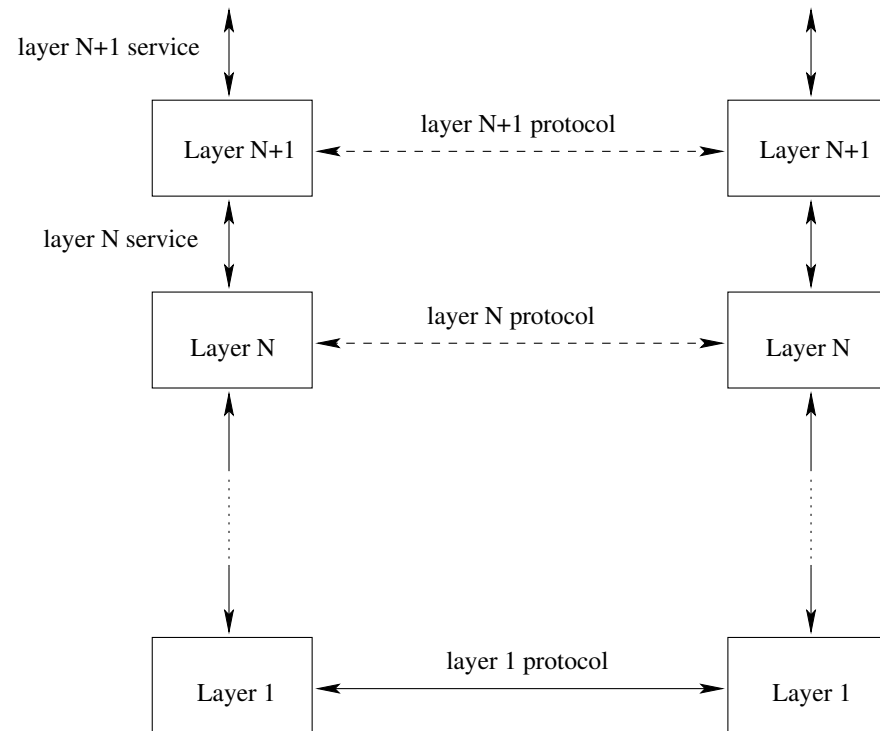 layer N+1 service
layer N+1 protocol
Layer N+1
Layer N+1
layer N service
layer N protocol
Layer N
Layer N
layer 1 protocol
Layer 1
Layer 1